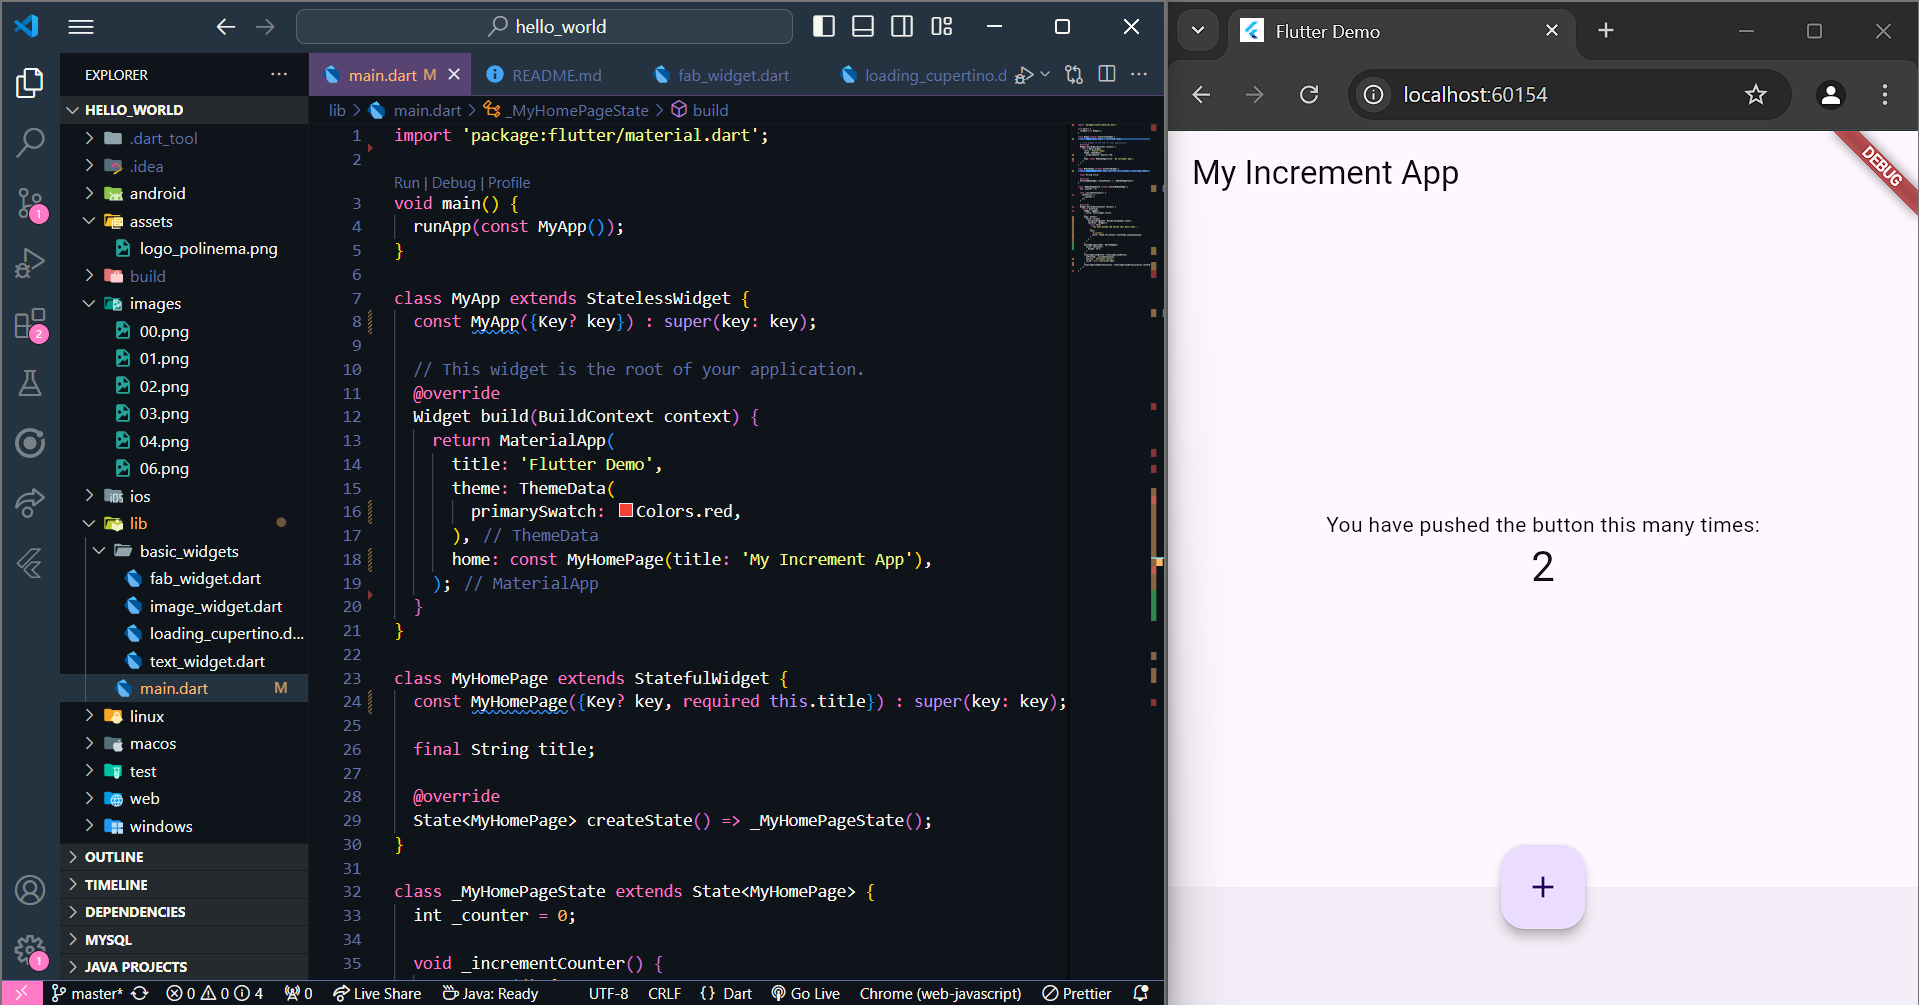 hello_world
EXPLORER
HELLO_WORLD
.dart_tool
.idea
android
assets
logo_polinema.png
build
images
00.png
01.png
02.png
03.png
04.png
06.png
ios
lib
basic_widgets
fab_widget.dart
image_widget.dart
loading_cupertino.d...
text_widget.dart
main.dart M
linux
macos
test
web
windows
OUTLINE
TIMELINE
DEPENDENCIES
MYSQL
JAVA PROJECTS
1
2
1
main.dart M README.md fab_widget.dart loading_cupertino.d
lib > main.dart > _MyHomePageState > build
1 import 'package:flutter/material.dart';
2
Run | Debug | Profile
3 void main() {
4 runApp(const MyApp());
5 }
6
7 class MyApp extends StatelessWidget {
8 const MyApp({Key? key}) : super(key: key);
9
10 // This widget is the root of your application.
11 @override
12 Widget build(BuildContext context) {
13 return MaterialApp(
14 title: 'Flutter Demo',
15 theme: ThemeData(
16 primarySwatch: Colors.red,
17 ), // ThemeData
18 home: const MyHomePage(title: 'My Increment App'),
19 ); // MaterialApp
20 }
21 }
22
23 class MyHomePage extends StatefulWidget {
24 const MyHomePage({Key? key, required this.title}) : super(key: key);
25
26 final String title;
27
28 @override
29 State<MyHomePage> createState() => _MyHomePageState();
30 }
31
32 class _MyHomePageState extends State<MyHomePage> {
33 int _counter = 0;
34
35 void _incrementCounter() {
master* 0 0 4 0 Live Share Java: Ready UTF-8 CRLF {} Dart Go Live Chrome (web-javascript) Prettier
Flutter Demo
localhost:60154
My Increment App
DEBUG
You have pushed the button this many times:
2
+